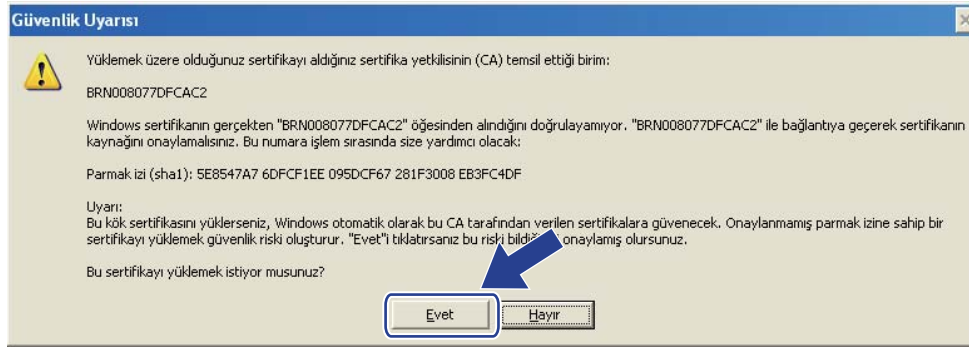 Güvenlik Uyarısı
Yüklemek üzere olduğunuz sertifikayı aldığınız sertifika yetkilisinin (CA) temsil ettiği birim:
BRN008077DFCAC2
Windows sertifikanın gerçekten "BRN008077DFCAC2" öğesinden alındığını doğrulayamıyor. "BRN008077DFCAC2" ile bağlantıya geçerek sertifikanın
kaynağını onaylamalısınız. Bu numara işlem sırasında size yardımcı olacak:
Parmak izi (sha1): 5E8547A7 6DFCF1EE 095DCF67 281F3008 EB3FC4DF
Uyarı:
Bu kök sertifikasını yüklerseniz, Windows otomatik olarak bu CA tarafından verilen sertifikalara güvenecek. Onaylanmamış parmak izine sahip bir
sertifikayı yüklemek güvenlik riski oluşturur. "Evet"i tıklatırsanız bu riski onaylamış olursunuz.
Bu sertifikayı yüklemek istiyor musunuz?
Evet
Hayır